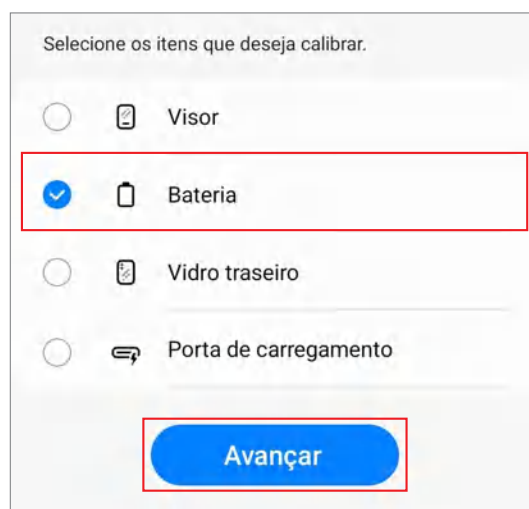 Selecione os itens que deseja calibrar.
Visor
Bateria
Vidro traseiro
Porta de carregamento
Avançar